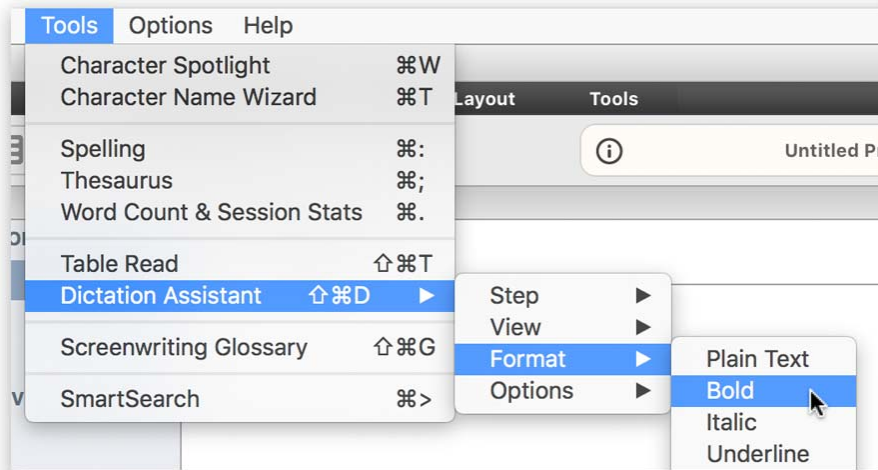 Tools Options Help
Character Spotlight ⌘W
Character Name Wizard ⌘T
Layout Tools
Spelling ⌘:
Untitled P
Thesaurus ⌘;
Word Count & Session Stats ⌘.
Table Read ⇧⌘T
Dictation Assistant ⇧⌘D ▶
Step ▶
View ▶
Screenwriting Glossary ⇧⌘G
Format ▶
Plain Text
Options ▶
Bold
SmartSearch ⌘>
Italic
Underline